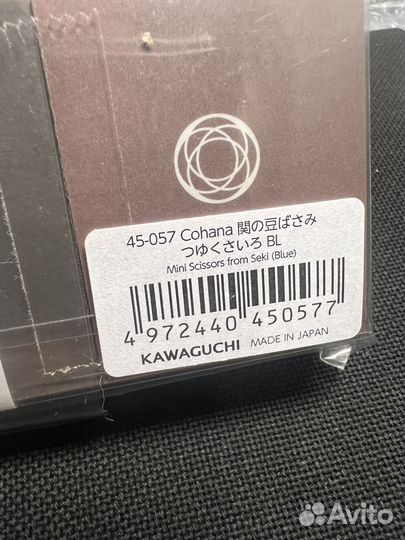 45-057 Cohana 関の豆ばさみ
つゆくさいろ BL
Mini Scissors from Seki (Blue)
4 972440 450577
KAWAGUCHI MADE IN JAPAN
Avito